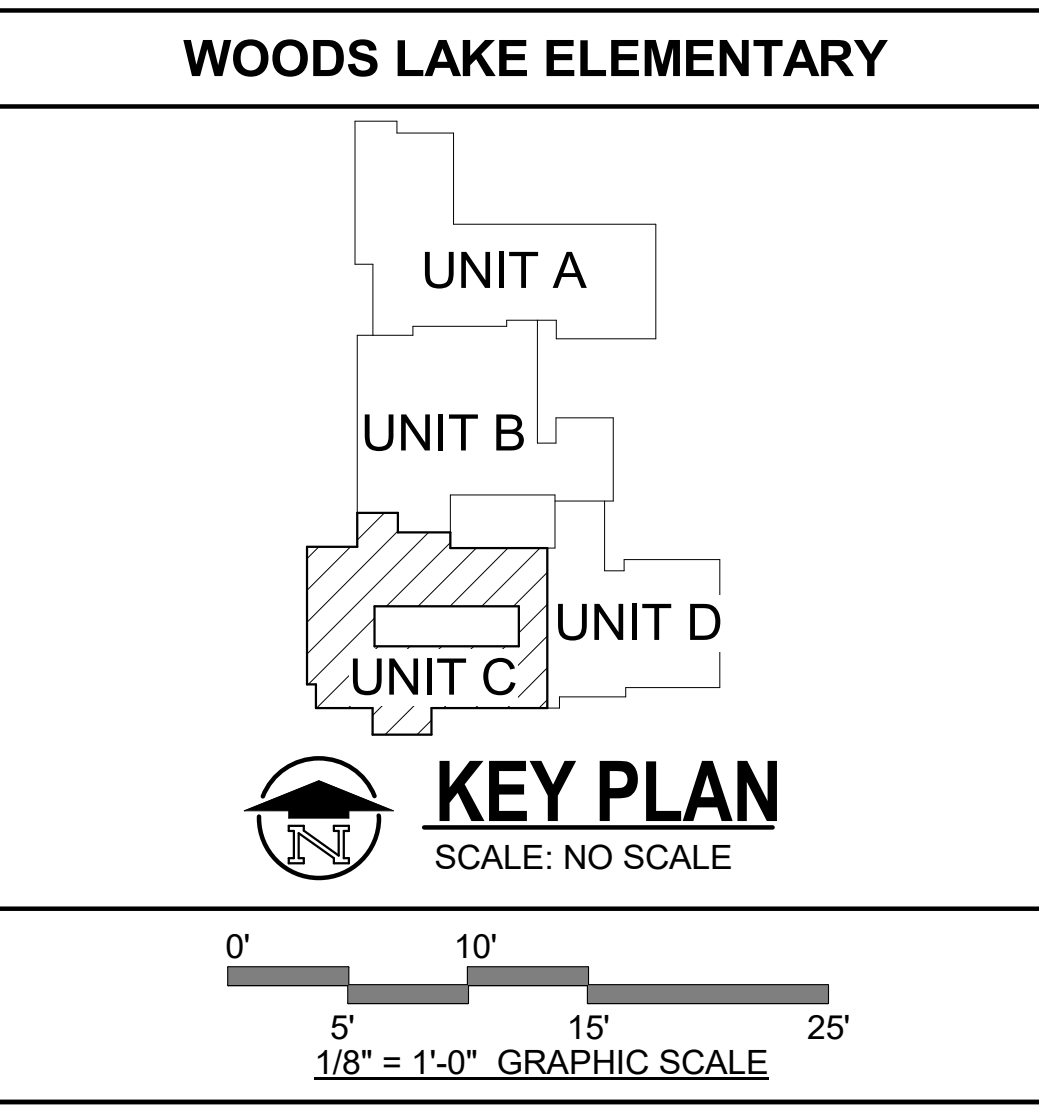 WOODS LAKE ELEMENTARY
UNIT A
UNIT B
UNIT D
UNIT C
N
KEY PLAN
SCALE: NO SCALE
0' 10'
5' 15' 25'
1/8" = 1'-0" GRAPHIC SCALE